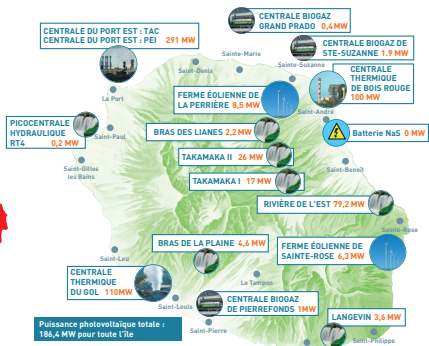 CENTRALE DU PORT EST : TAC
CENTRALE DU PORT EST : PEI 291 MW
CENTRALE BIOGAZ
GRAND PRADO 0,4MW
CENTRALE BIOGAZ DE
STE-SUZANNE 1.9 MW
Sainte-Marie
Sainte-Suzanne
Saint-Denis
CENTRALE
THERMIQUE
DE BOIS ROUGE
100 MW
Le Port
FERME ÉOLIENNE DE
LA PERRIÈRE 8,5 MW
Saint-André
PICOCENTRALE
HYDRAULIQUE
RT4 0,2 MW
Saint-Paul
BRAS DES LIANES 2,2 MW
Batterie NaS 0 MW
TAKAMAKA II 26 MW
Saint-Gilles
les Bains
Saint-Benoît
TAKAMAKA I 17 MW
RIVIÈRE DE L'EST 79,2 MW
Sainte-Rose
BRAS DE LA PLAINE 4,6 MW
FERME ÉOLIENNE DE
SAINTE-ROSE 6,3 MW
Saint-Leu
CENTRALE
THERMIQUE
DU GOL 110MW
Le Tampon
Saint-Louis
CENTRALE BIOGAZ
DE PIERREFONDS 1MW
LANGEVIN 3,6 MW
Puissance photovoltaïque totale :
186,4 MW pour toute l'île
Saint-Pierre
Saint-Philippe